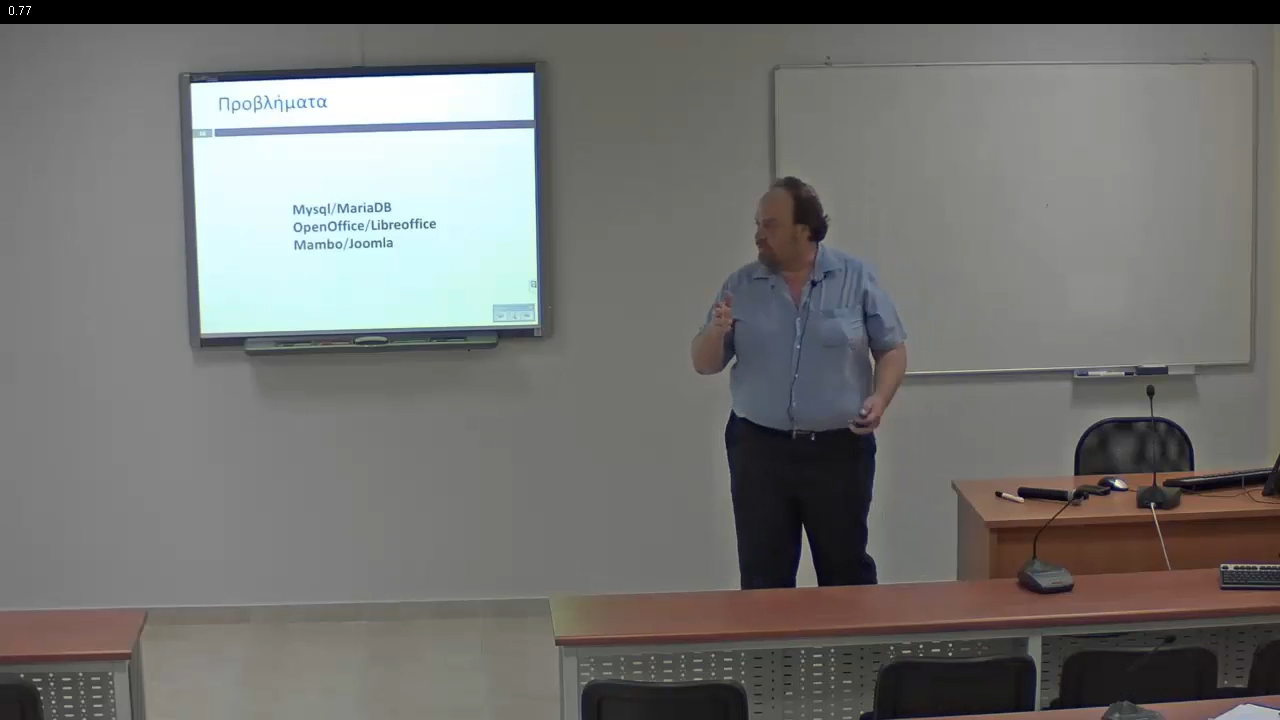 0.77
Προβλήματα
Mysql/MariaDB
OpenOffice/Libreoffice
Mambo/Joomla